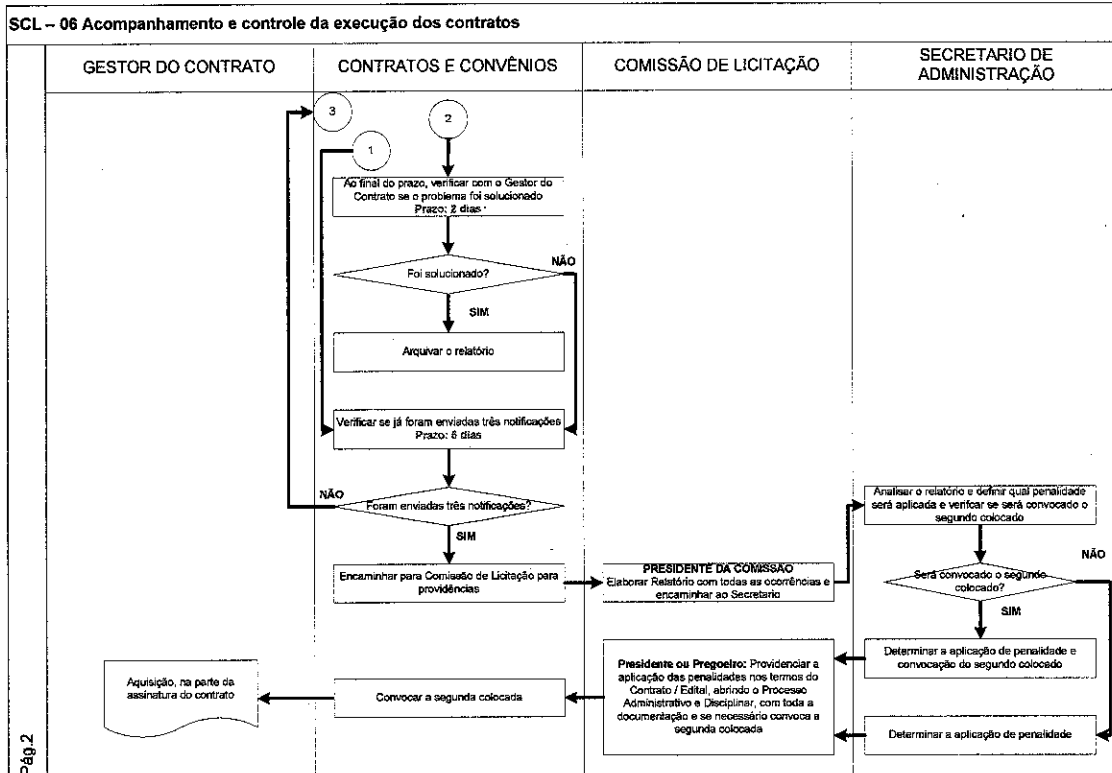 SCL – 06 Acompanhamento e controle da execução dos contratos
GESTOR DO CONTRATO
CONTRATOS E CONVÊNIOS
COMISSÃO DE LICITAÇÃO
SECRETARIO DE
ADMINISTRAÇÃO
3
2
1
Ao final do prazo, verificar com o Gestor do
Contrato se o problema foi solucionado
Prazo: 2 dias
Foi solucionado?
NÃO
SIM
Arquivar o relatório
Verificar se já foram enviadas três notificações
Prazo: 5 dias
NÃO
Foram enviadas três notificações?
SIM
Encaminhar para Comissão de Licitação para
providências
PRESIDENTE DA COMISSÃO
Elaborar Relatório com todas as ocorrências e
encaminhar ao Secretario
Analisar o relatório e definir qual penalidade
será aplicada e verifcar se será convocado o
segundo colocado
NÃO
Será convocado o segundo
colocado?
SIM
Determinar a aplicação de penalidade e
convocação do segundo colocado
Presidente ou Pregoeiro: Providenciar a
aplicação das penalidades nos termos do
Contrato / Edital, abrindo o Processo
Administrativo e Disciplinar, com toda a
documentação e se necessário convoca a
segunda colocada
Convocar a segunda colocada
Aquisição, na parte da
assinatura do contrato
Determinar a aplicação de penalidade
Pág.2